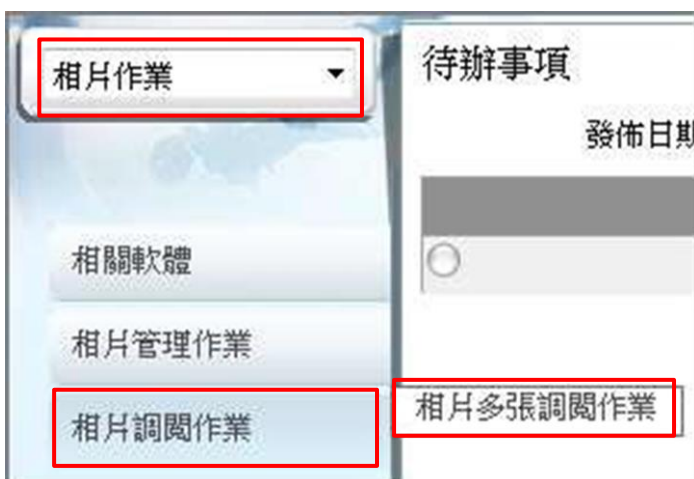 相片作業
待辦事項
發佈日期
相關軟體
相片管理作業
相片調閱作業
相片多張調閱作業